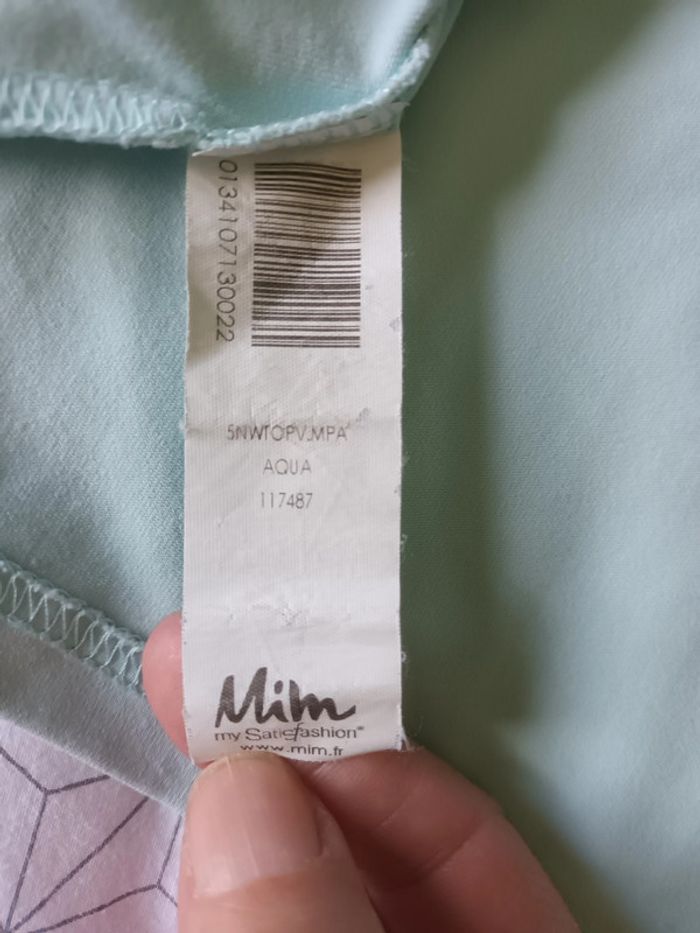 0134107130022
5NWTOPV.MPA
AQUA
117487
Mim
my Satisfashion®
www.mim.fr